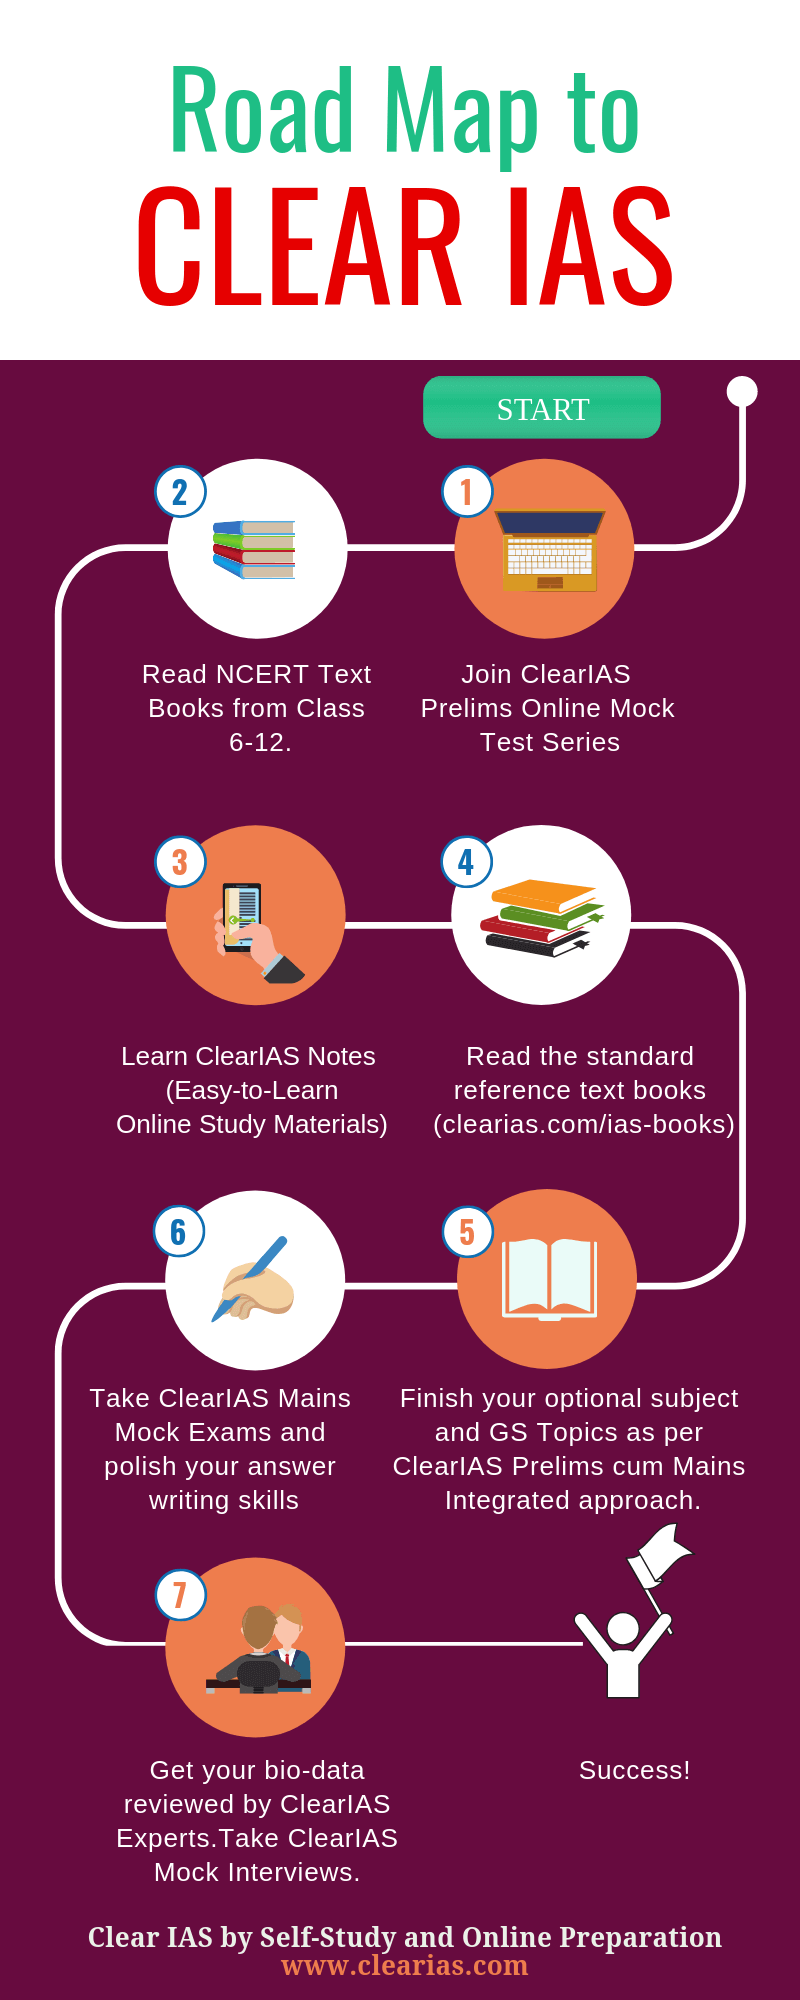 Road Map to
CLEAR IAS
START
1
Join ClearIAS
Prelims Online Mock
Test Series
2
Read NCERT Text
Books from Class
6-12.
3
Learn ClearIAS Notes
(Easy-to-Learn
Online Study Materials)
4
Read the standard
reference text books
(clearias.com/ias-books)
5
Finish your optional subject
and GS Topics as per
ClearIAS Prelims cum Mains
Integrated approach.
6
Take ClearIAS Mains
Mock Exams and
polish your answer
writing skills
7
Get your bio-data
reviewed by ClearIAS
Experts.Take ClearIAS
Mock Interviews.
Success!
Clear IAS by Self-Study and Online Preparation
www.clearias.com